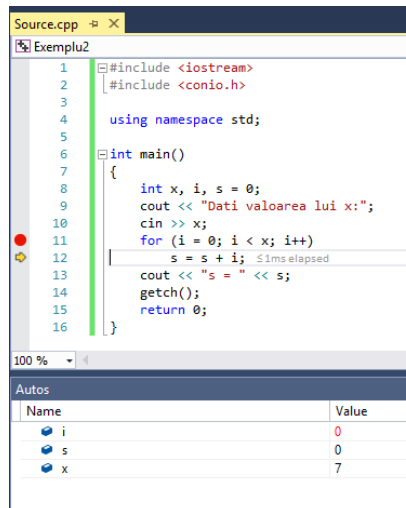 Source.cpp
Exemplu2
1 #include <iostream>
2 #include <conio.h>
3
4 using namespace std;
5
6 int main()
7 {
8 int x, i, s = 0;
9 cout << "Dati valoarea lui x:";
10 cin >> x;
11 for (i = 0; i < x; i++)
12 s = s + i; ≤1ms elapsed
13 cout << "s = " << s;
14 getch();
15 return 0;
16 }
100 %
Autos
Name Value
i 0
s 0
x 7